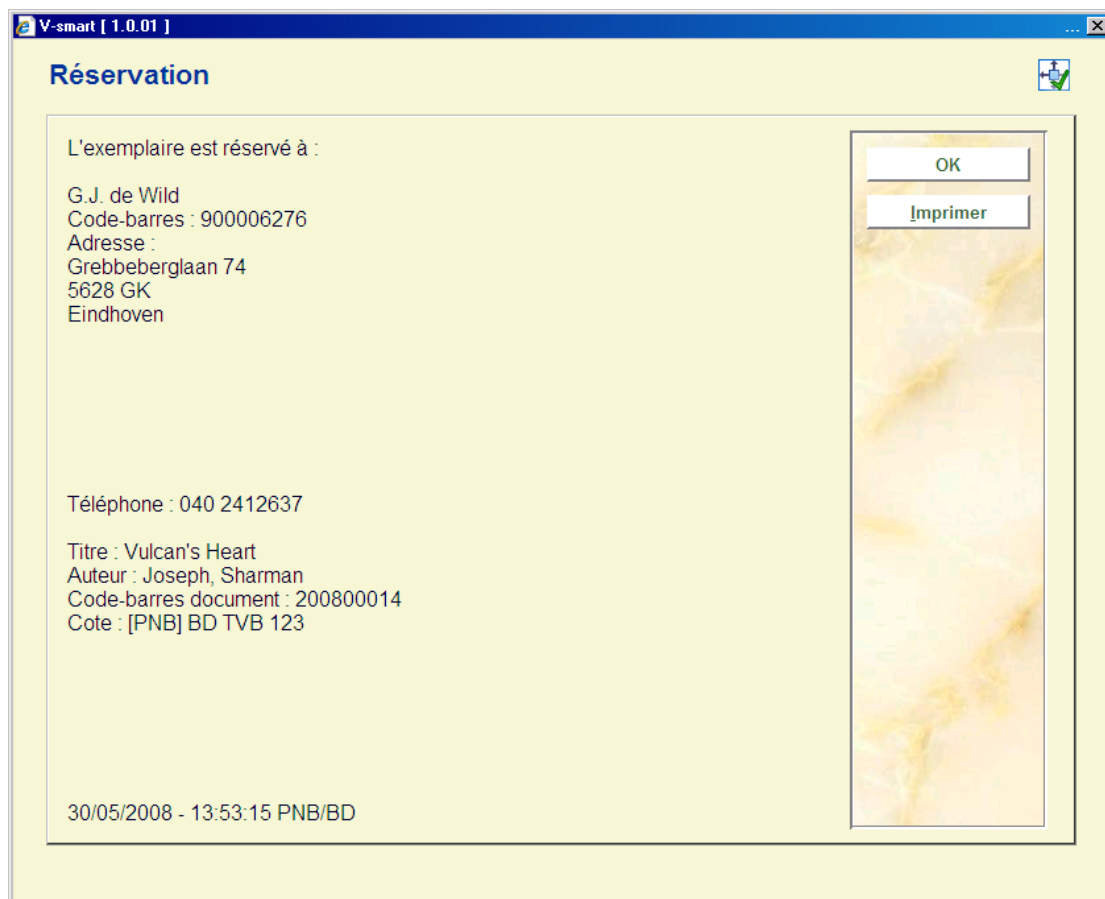 V-smart [ 1.0.01 ]
...
Réservation
L'exemplaire est réservé à :
OK
G.J. de Wild
Imprimer
Code-barres : 900006276
Adresse :
Grebbeberglaan 74
5628 GK
Eindhoven
Téléphone : 040 2412637
Titre : Vulcan's Heart
Auteur : Joseph, Sharman
Code-barres document : 200800014
Cote : [PNB] BD TVB 123
30/05/2008 - 13:53:15 PNB/BD